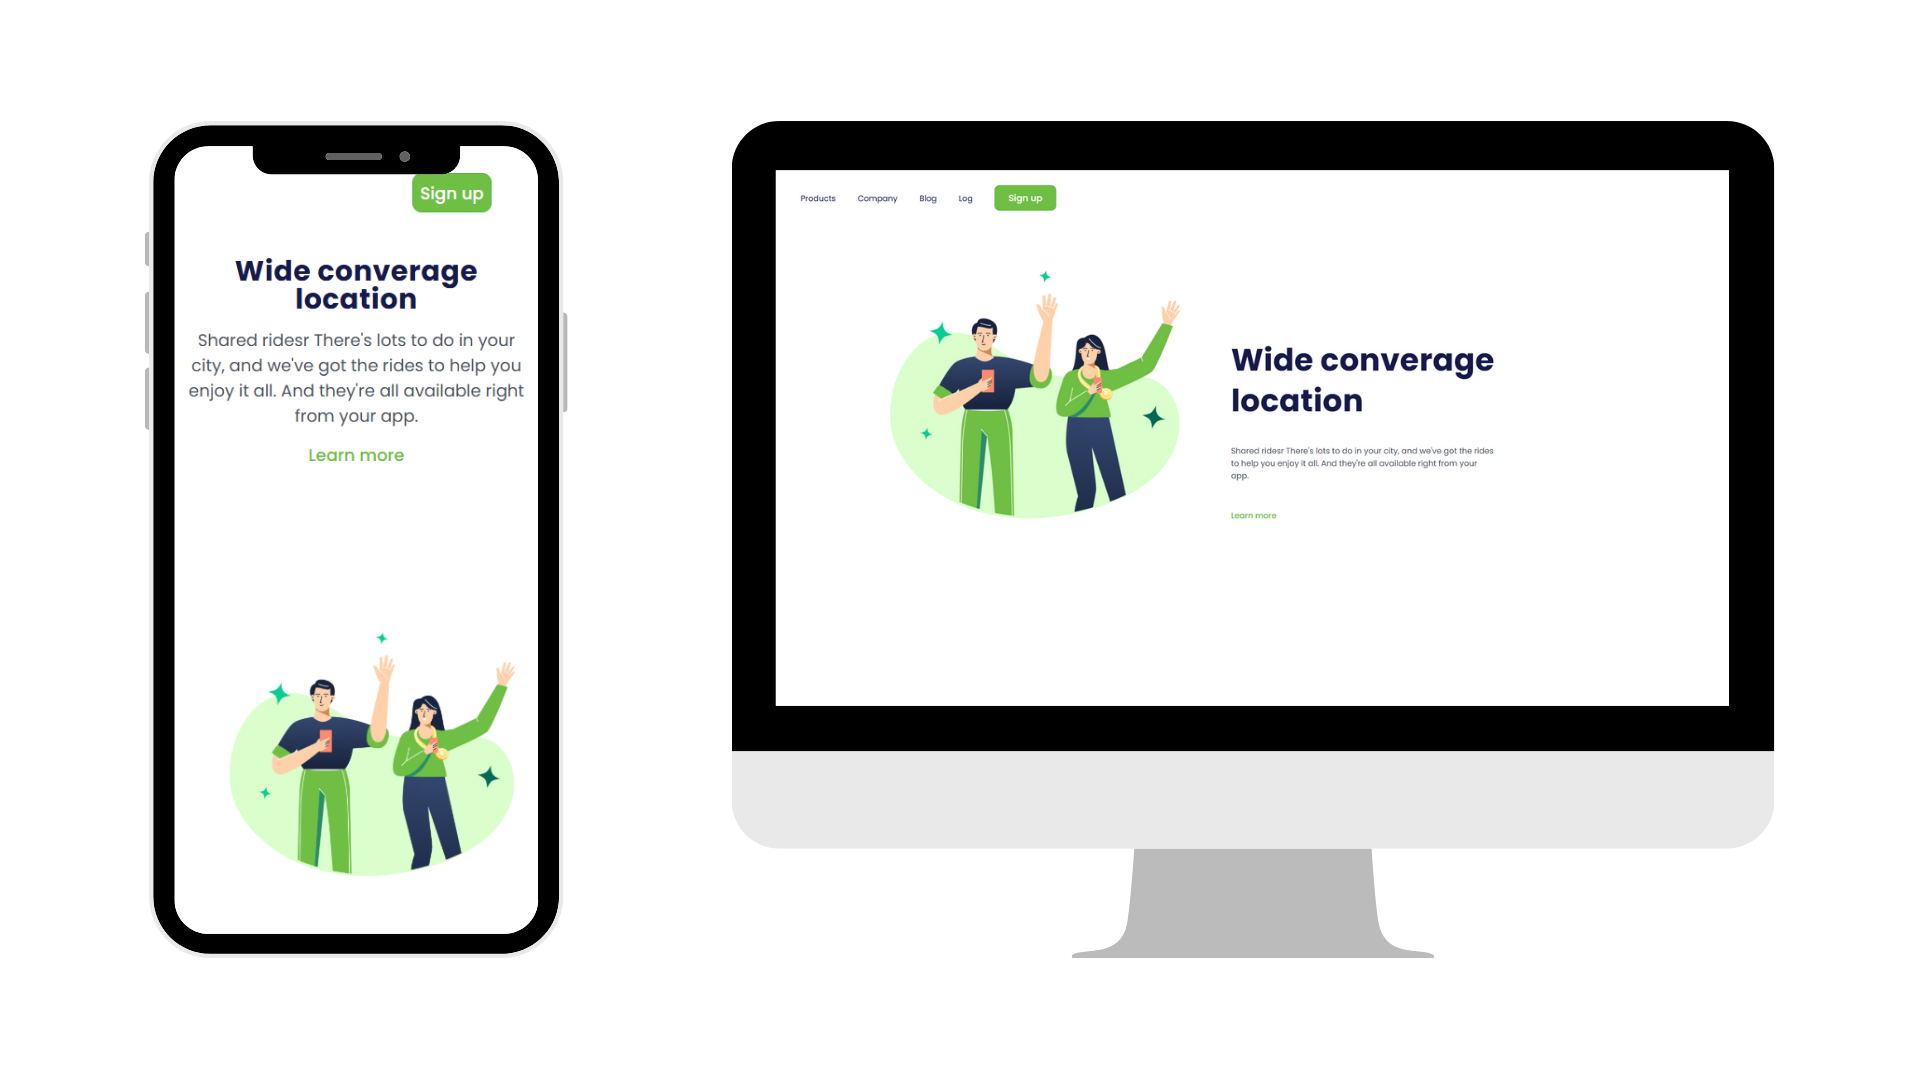 Sign up
Wide converage
location
Shared ridesr There's lots to do in your
city, and we've got the rides to help you
enjoy it all. And they're all available right
from your app.
Learn more
Products Company Blog Log Sign up
Wide converage
location
Shared ridesr There's lots to do in your city, and we've got the rides
to help you enjoy it all. And they're all available right from your
app.
Learn more